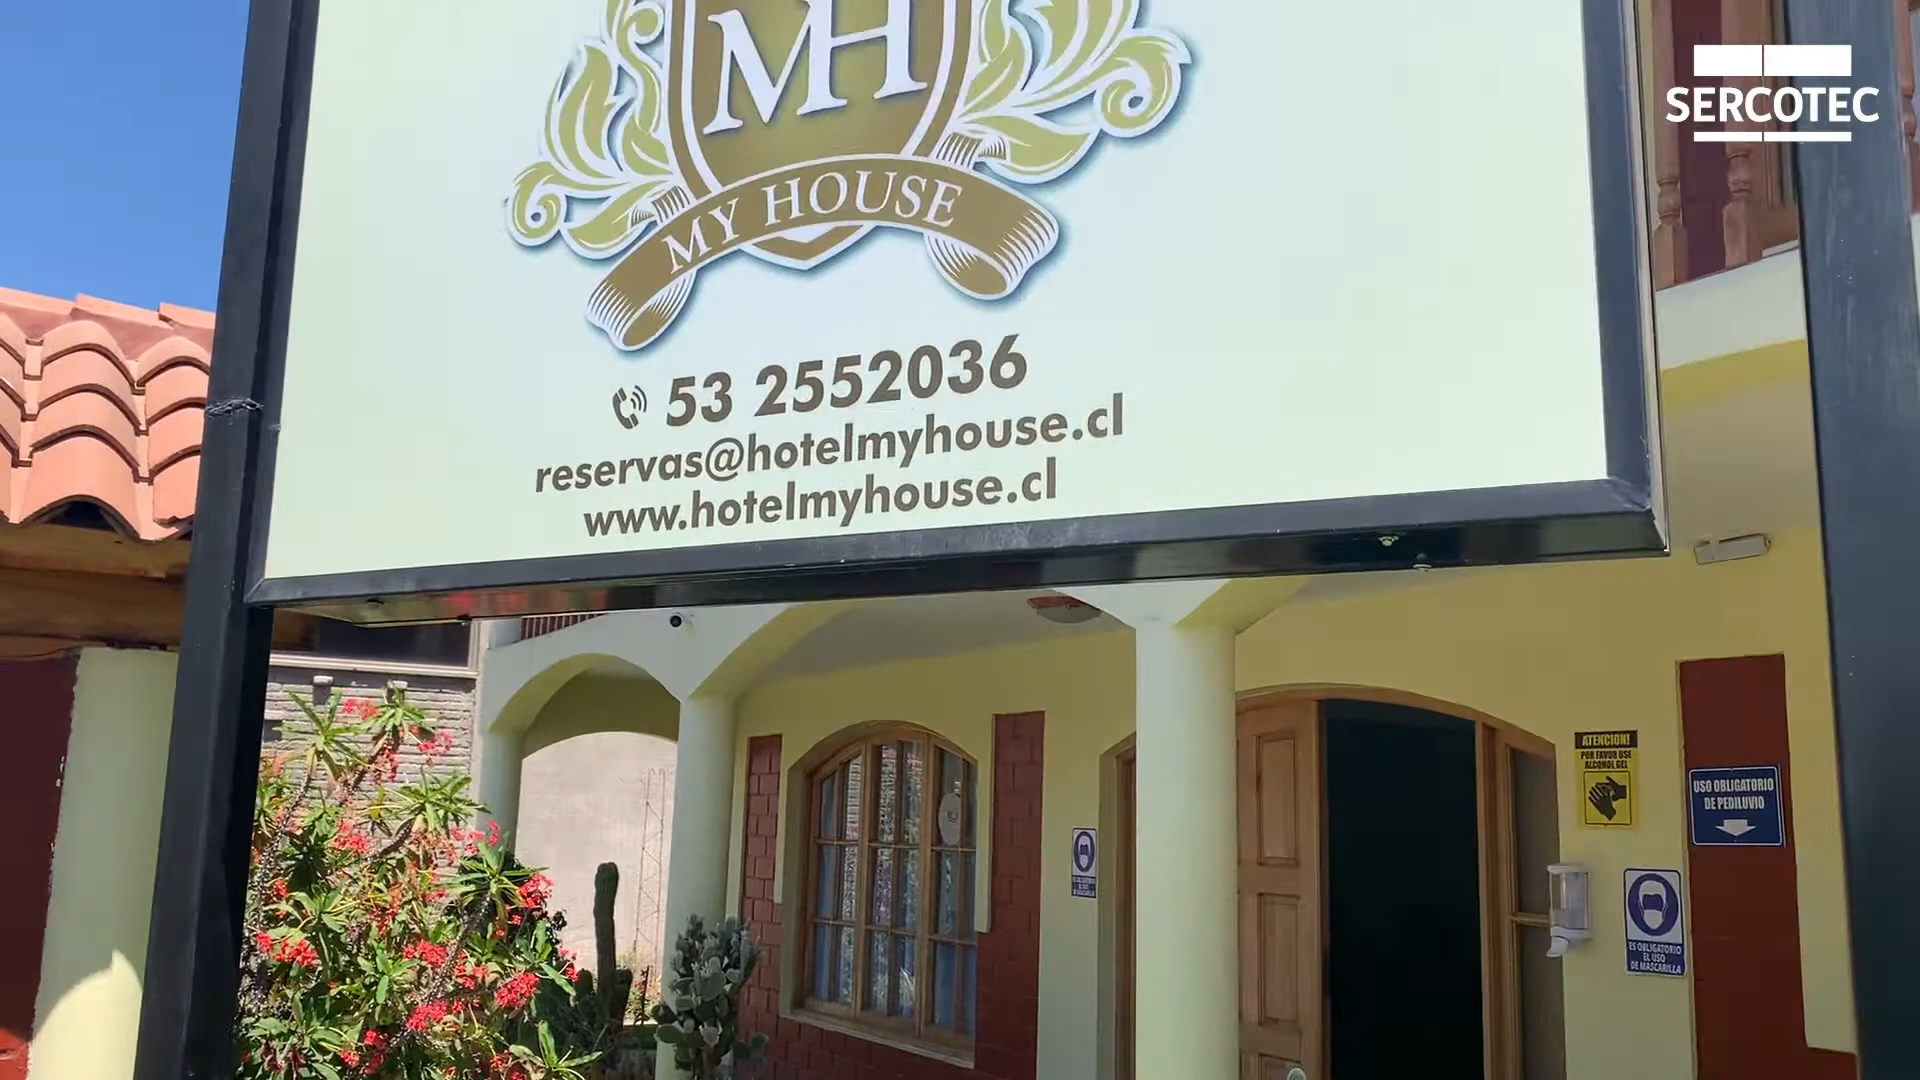 MH
MY HOUSE
53 2552036
reservas@hotelmyhouse.cl
www.hotelmyhouse.cl
SERCOTEC
ATENCION!
POR FAVOR USE
ALCOHOL GEL
USO OBLIGATORIO
DE PEDILUVIO
ES OBLIGATORIO
EL USO
DE MASCARILLA